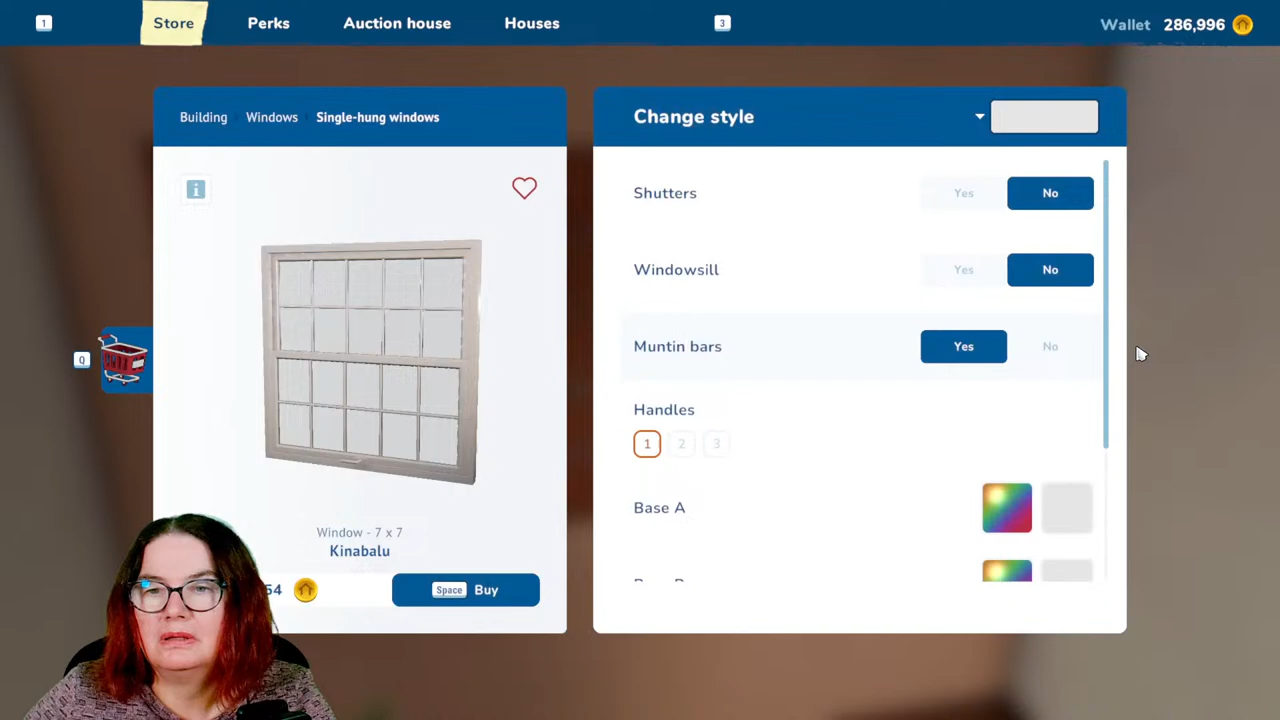 1
Store
Perks
Auction house
Houses
3
Wallet 286,996
Building Windows Single-hung windows
Change style
i
Shutters Yes No
Windowsill Yes No
Muntin bars Yes No
Q
Handles
1 2 3
Base A
Window - 7 x 7
Kinabalu
54
Space Buy